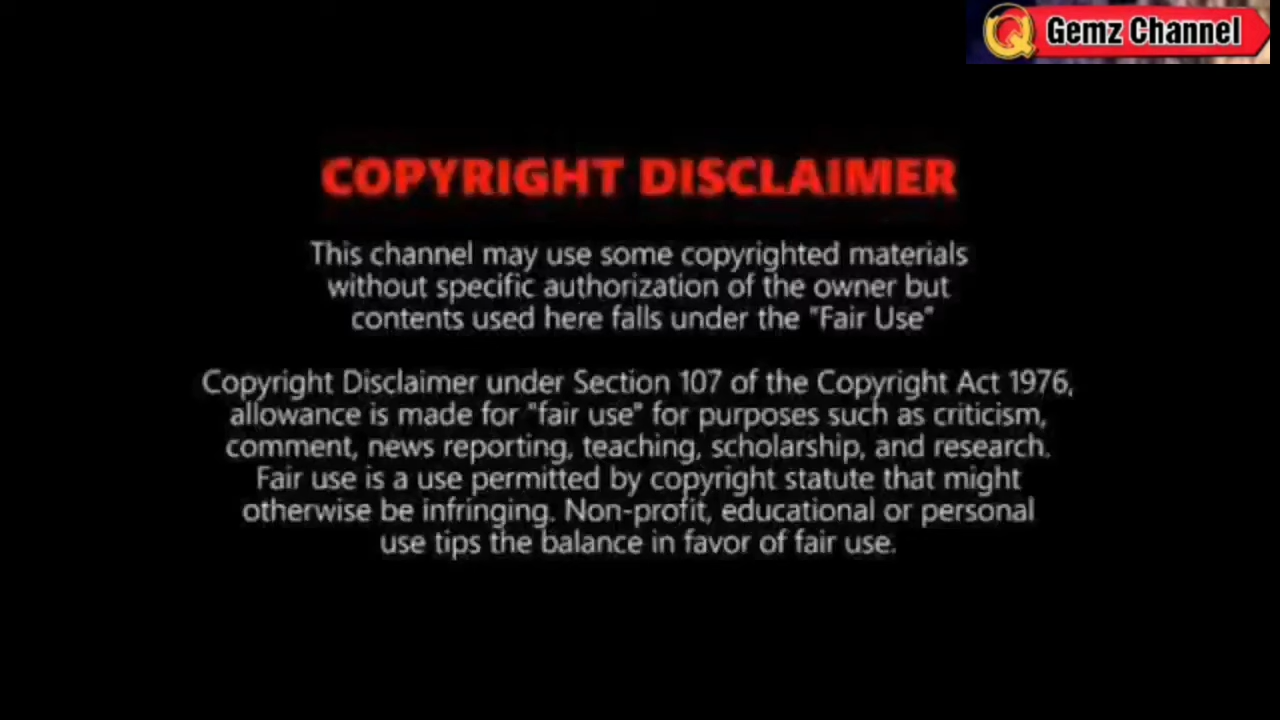 Gemz Channel
COPYRIGHT DISCLAIMER
This channel may use some copyrighted materials
without specific authorization of the owner but
contents used here falls under the "Fair Use"
Copyright Disclaimer under Section 107 of the Copyright Act 1976,
allowance is made for "fair use" for purposes such as criticism,
comment, news reporting, teaching, scholarship, and research.
Fair use is a use permitted by copyright statute that might
otherwise be infringing. Non-profit, educational or personal
use tips the balance in favor of fair use.